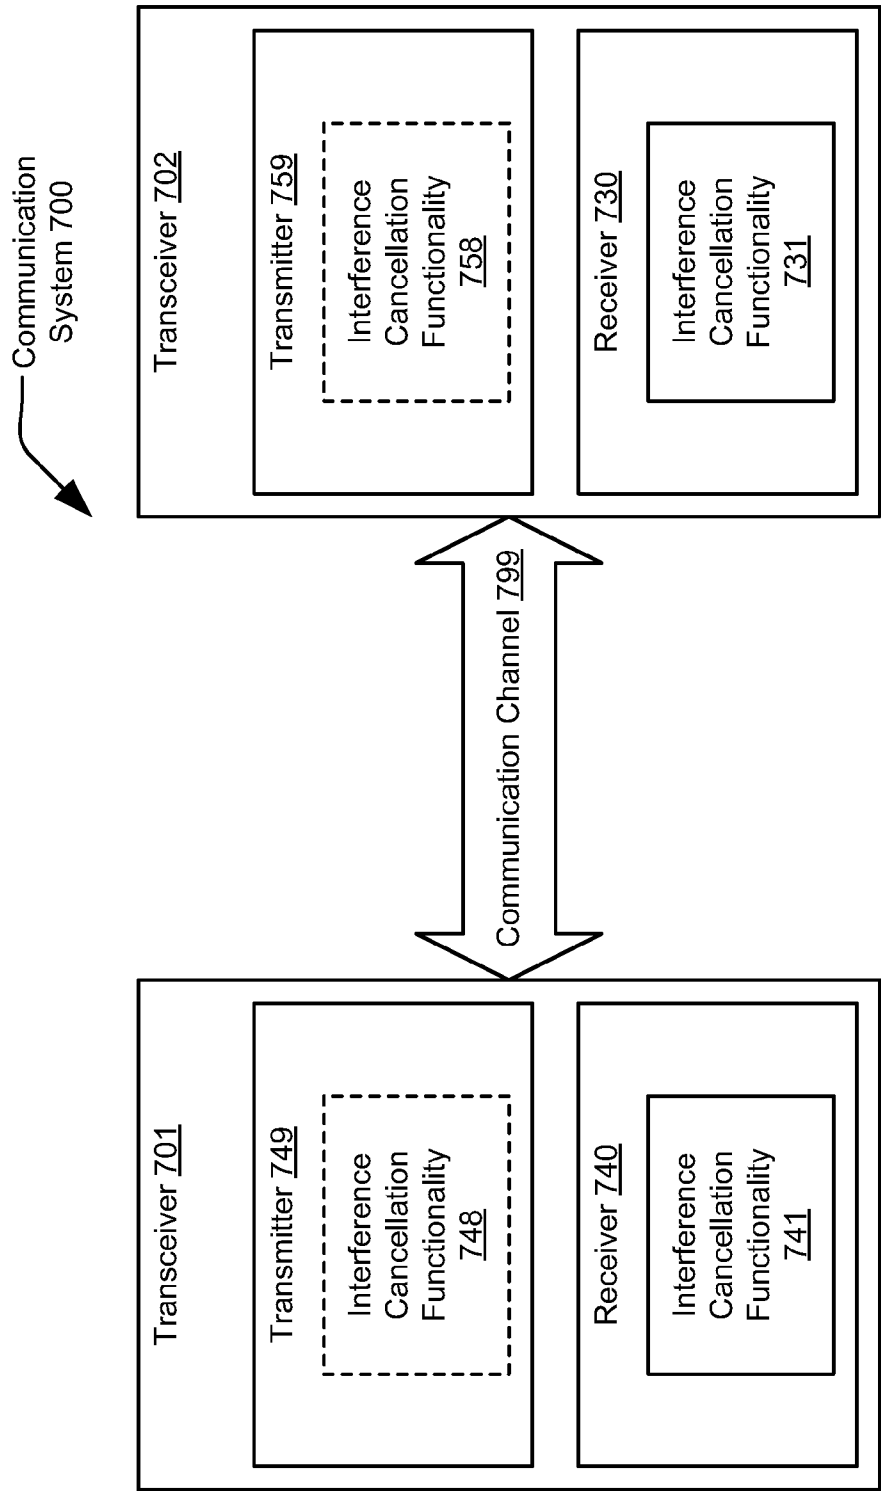 Communication
System 700
Transceiver 701
Transmitter 749
Interference
Cancellation
Functionality
748
Receiver 740
Interference
Cancellation
Functionality
741
Communication Channel 799
Transceiver 702
Transmitter 759
Interference
Cancellation
Functionality
758
Receiver 730
Interference
Cancellation
Functionality
731